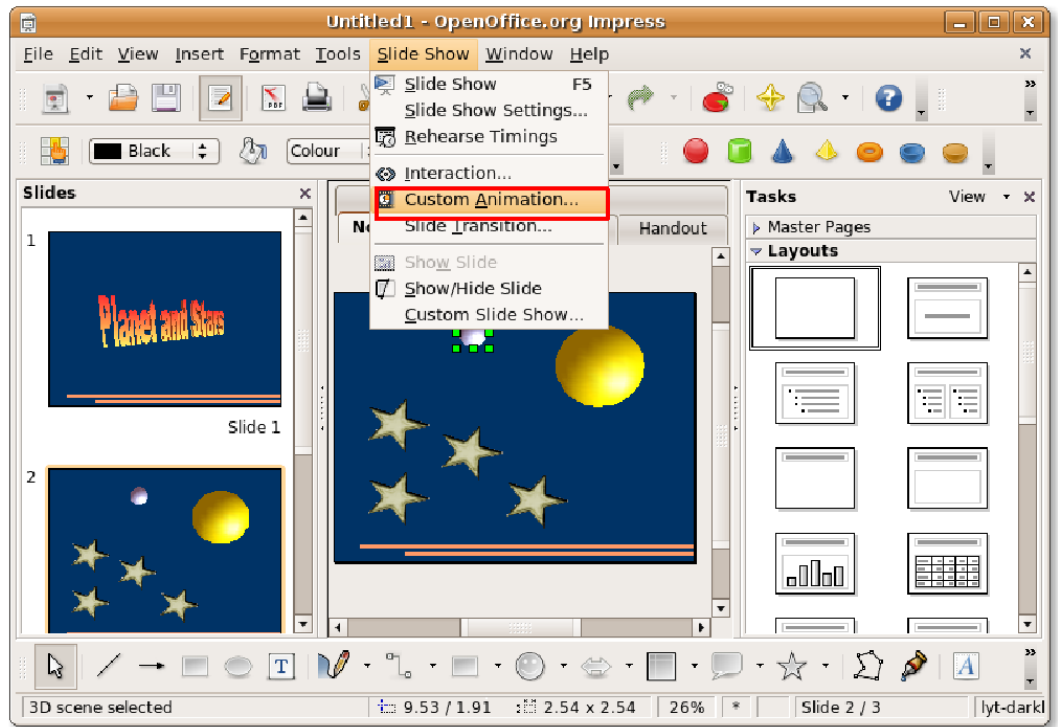 Untitled1 - OpenOffice.org Impress
File Edit View Insert Format Tools Slide Show Window Help
Slide Show F5
Slide Show Settings...
Rehearse Timings
Interaction...
Custom Animation...
Slide Transition...
Show Slide
Show/Hide Slide
Custom Slide Show...
PDF
Black
Colour
Slides
1
Planet and Stars
Slide 1
2
Handout
Tasks View
Master Pages
Layouts
T
A
3D scene selected 9.53 / 1.91 2.54 x 2.54 26% * Slide 2 / 3 lyt-darkl